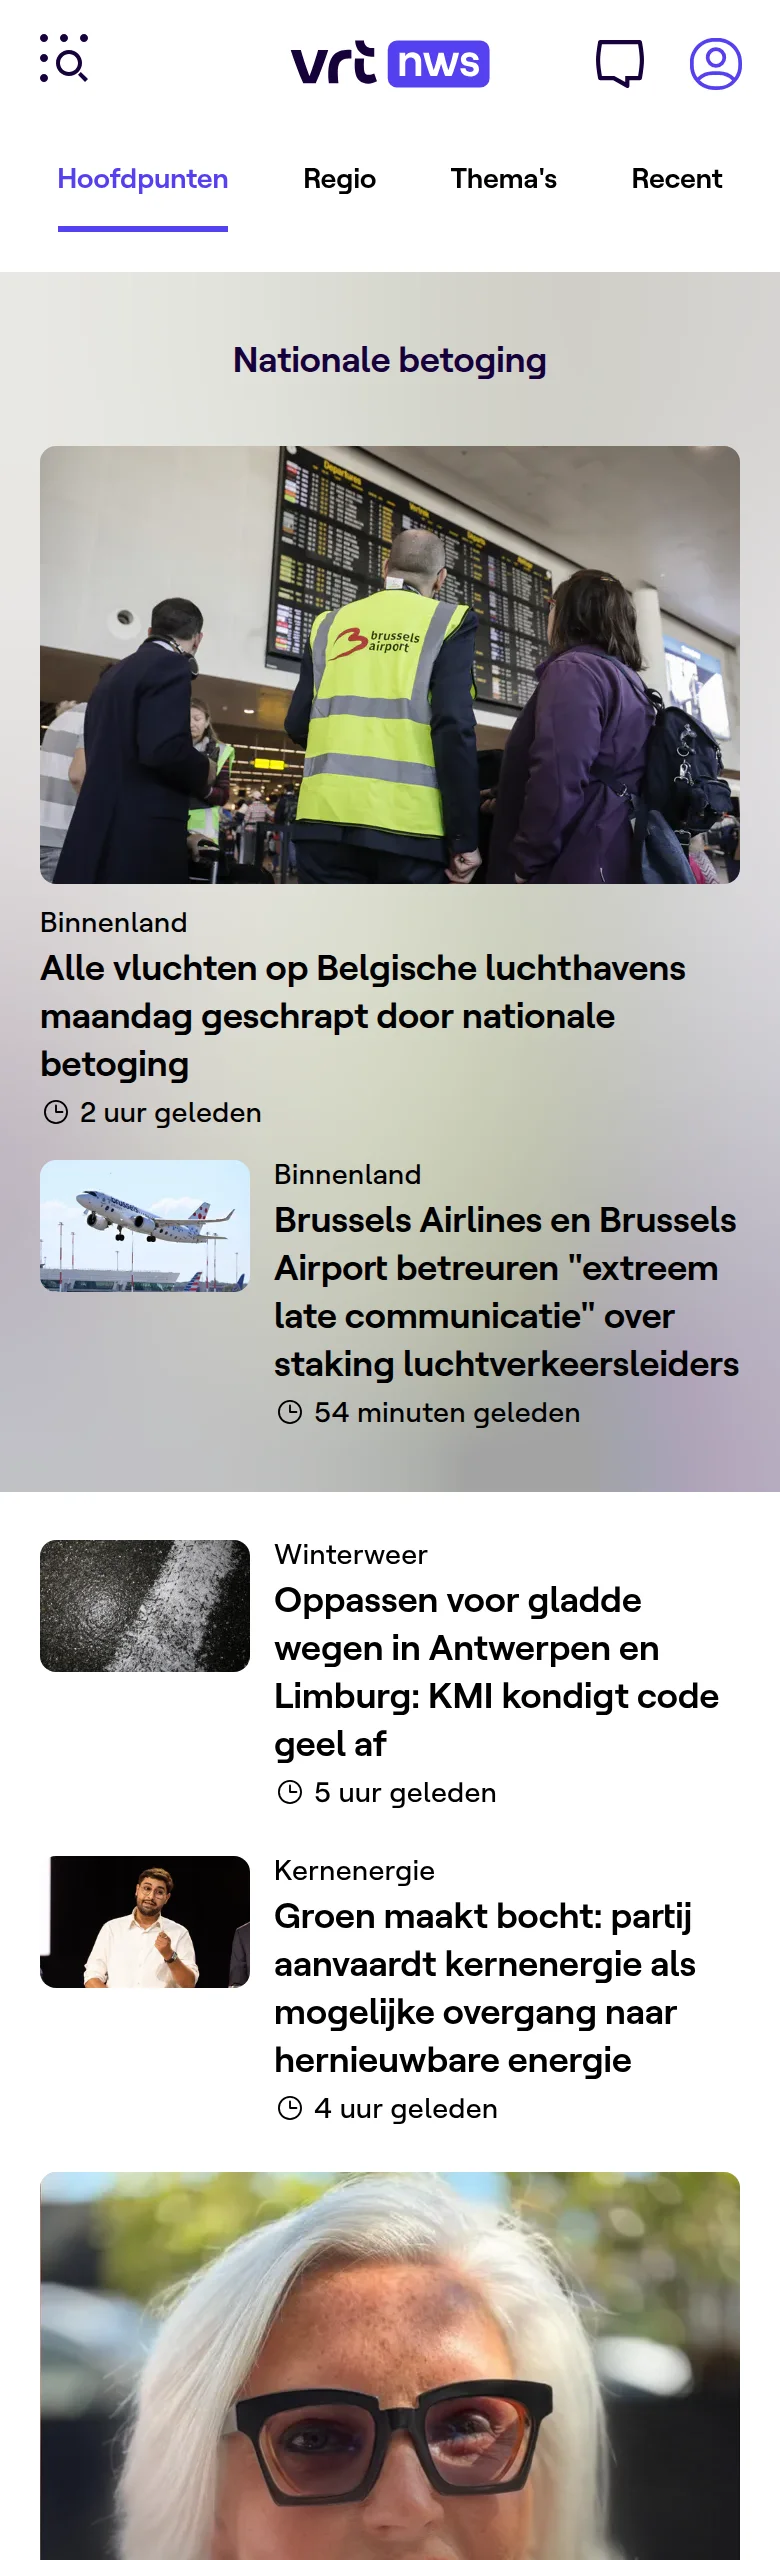 vrt nws
Hoofdpunten Regio Thema's Recent
Nationale betoging
Departures
brussels
airport
Binnenland
Alle vluchten op Belgische luchthavens
maandag geschrapt door nationale
betoging
2 uur geleden
Binnenland
Brussels Airlines en Brussels
Airport betreuren "extreem
late communicatie" over
staking luchtverkeersleiders
54 minuten geleden
Winterweer
Oppassen voor gladde
wegen in Antwerpen en
Limburg: KMI kondigt code
geel af
5 uur geleden
Kernenergie
Groen maakt bocht: partij
aanvaardt kernenergie als
mogelijke overgang naar
hernieuwbare energie
4 uur geleden